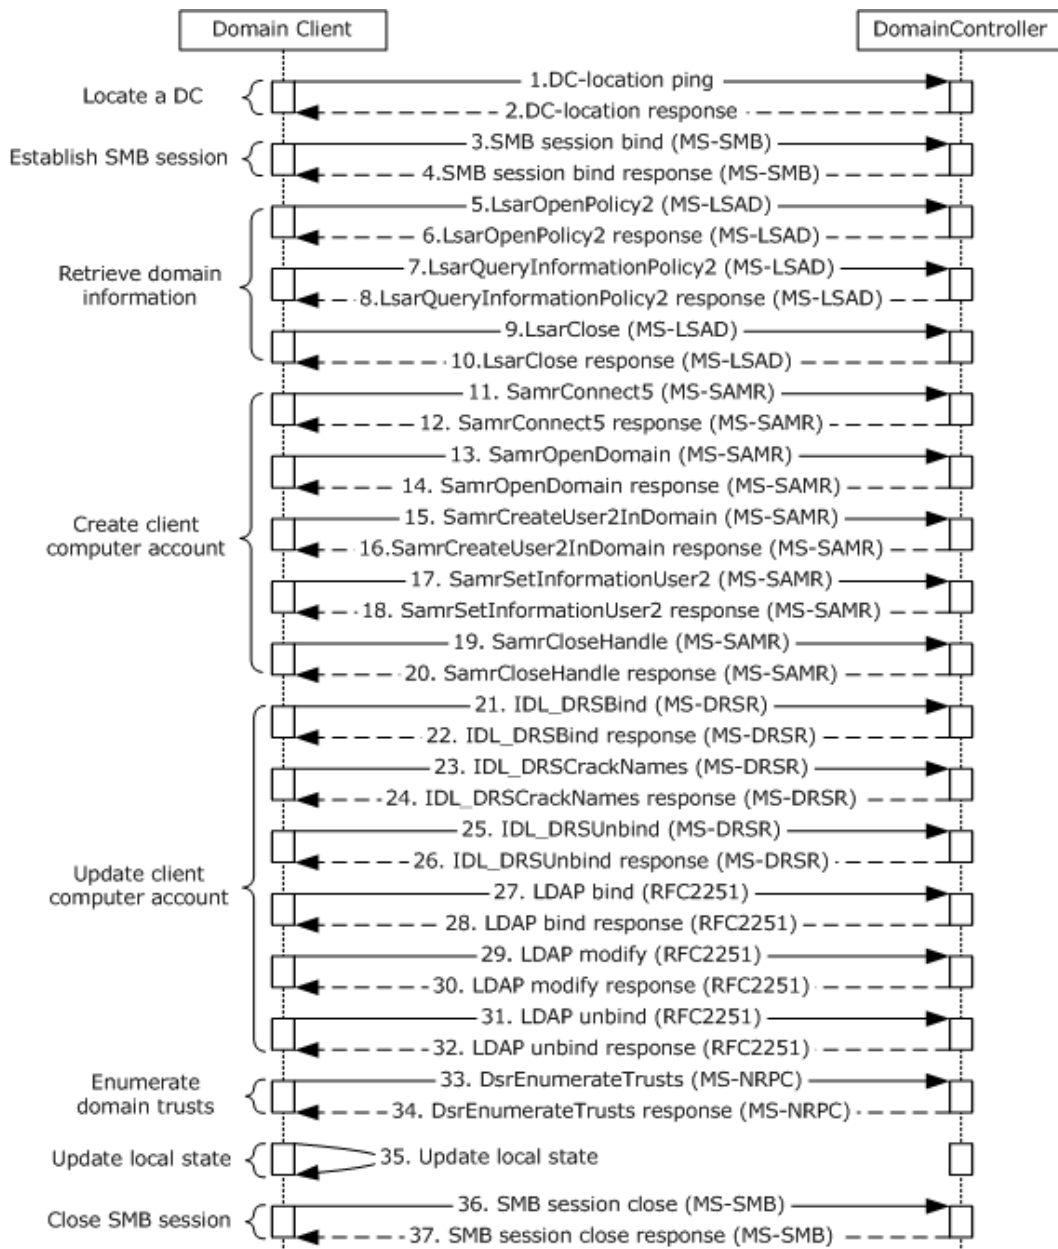 Domain Client
DomainController
Locate a DC
1.DC-location ping
2.DC-location response
Establish SMB session
3.SMB session bind (MS-SMB)
4.SMB session bind response (MS-SMB)
Retrieve domain
information
5.LsarOpenPolicy2 (MS-LSAD)
6.LsarOpenPolicy2 response (MS-LSAD)
7.LsarQueryInformationPolicy2 (MS-LSAD)
8.LsarQueryInformationPolicy2 response (MS-LSAD)
9.LsarClose (MS-LSAD)
10.LsarClose response (MS-LSAD)
Create client
computer account
11. SamrConnect5 (MS-SAMR)
12. SamrConnect5 response (MS-SAMR)
13. SamrOpenDomain (MS-SAMR)
14. SamrOpenDomain response (MS-SAMR)
15. SamrCreateUser2InDomain (MS-SAMR)
16.SamrCreateUser2InDomain response (MS-SAMR)
17. SamrSetInformationUser2 (MS-SAMR)
18. SamrSetInformationUser2 response (MS-SAMR)
19. SamrCloseHandle (MS-SAMR)
20. SamrCloseHandle response (MS-SAMR)
Update client
computer account
21. IDL_DRSBind (MS-DRSR)
22. IDL_DRSBind response (MS-DRSR)
23. IDL_DRSCrackNames (MS-DRSR)
24. IDL_DRSCrackNames response (MS-DRSR)
25. IDL_DRSUnbind (MS-DRSR)
26. IDL_DRSUnbind response (MS-DRSR)
27. LDAP bind (RFC2251)
28. LDAP bind response (RFC2251)
29. LDAP modify (RFC2251)
30. LDAP modify response (RFC2251)
31. LDAP unbind (RFC2251)
32. LDAP unbind response (RFC2251)
Enumerate
domain trusts
33. DsrEnumerateTrusts (MS-NRPC)
34. DsrEnumerateTrusts response (MS-NRPC)
Update local state
35. Update local state
Close SMB session
36. SMB session close (MS-SMB)
37. SMB session close response (MS-SMB)